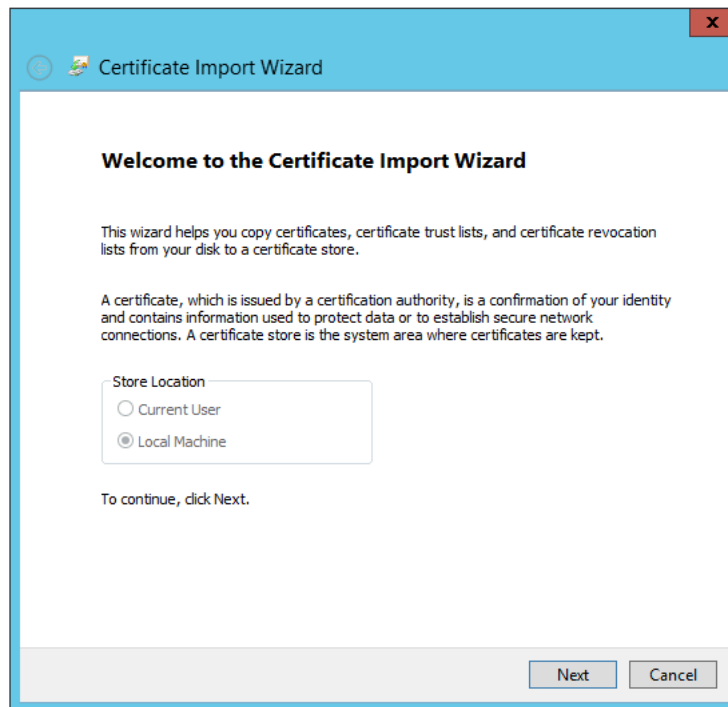 x
Certificate Import Wizard
Welcome to the Certificate Import Wizard
This wizard helps you copy certificates, certificate trust lists, and certificate revocation
lists from your disk to a certificate store.
A certificate, which is issued by a certification authority, is a confirmation of your identity
and contains information used to protect data or to establish secure network
connections. A certificate store is the system area where certificates are kept.
Store Location
Current User
Local Machine
To continue, click Next.
Next Cancel